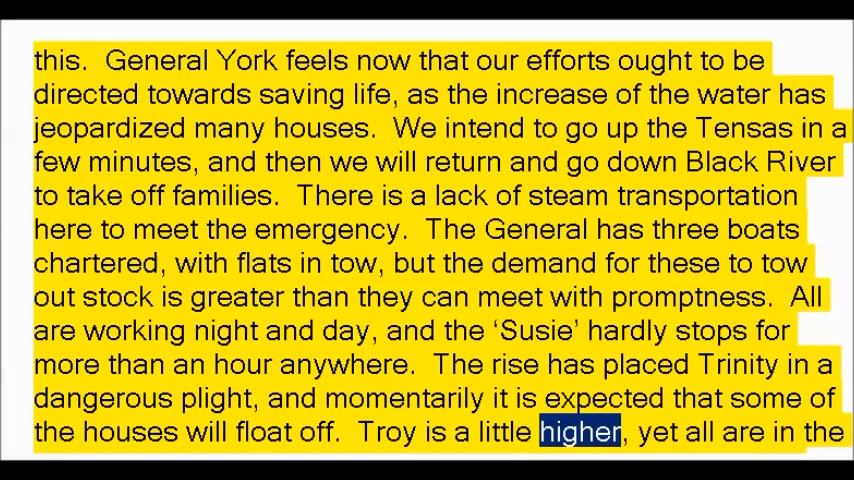 this.  General York feels now that our efforts ought to be
directed towards saving life, as the increase of the water has
jeopardized many houses.  We intend to go up the Tensas in a
few minutes, and then we will return and go down Black River
to take off families.  There is a lack of steam transportation
here to meet the emergency.  The General has three boats
chartered, with flats in tow, but the demand for these to tow
out stock is greater than they can meet with promptness.  All
are working night and day, and the ‘Susie’ hardly stops for
more than an hour anywhere.  The rise has placed Trinity in a
dangerous plight, and momentarily it is expected that some of
the houses will float off.  Troy is a little higher, yet all are in the